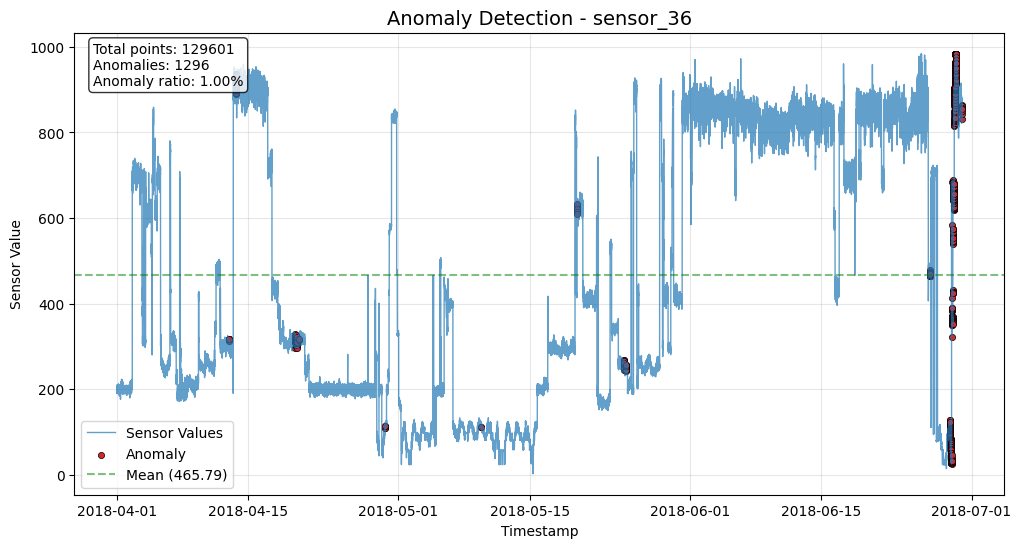 Anomaly Detection - sensor_36
Total points: 129601
Anomalies: 1296
Anomaly ratio: 1.00%
1000
800
600
400
200
0
Sensor Value
Sensor Values
Anomaly
Mean (465.79)
2018-04-01
2018-04-15
2018-05-01
2018-05-15
2018-06-01
2018-06-15
2018-07-01
Timestamp